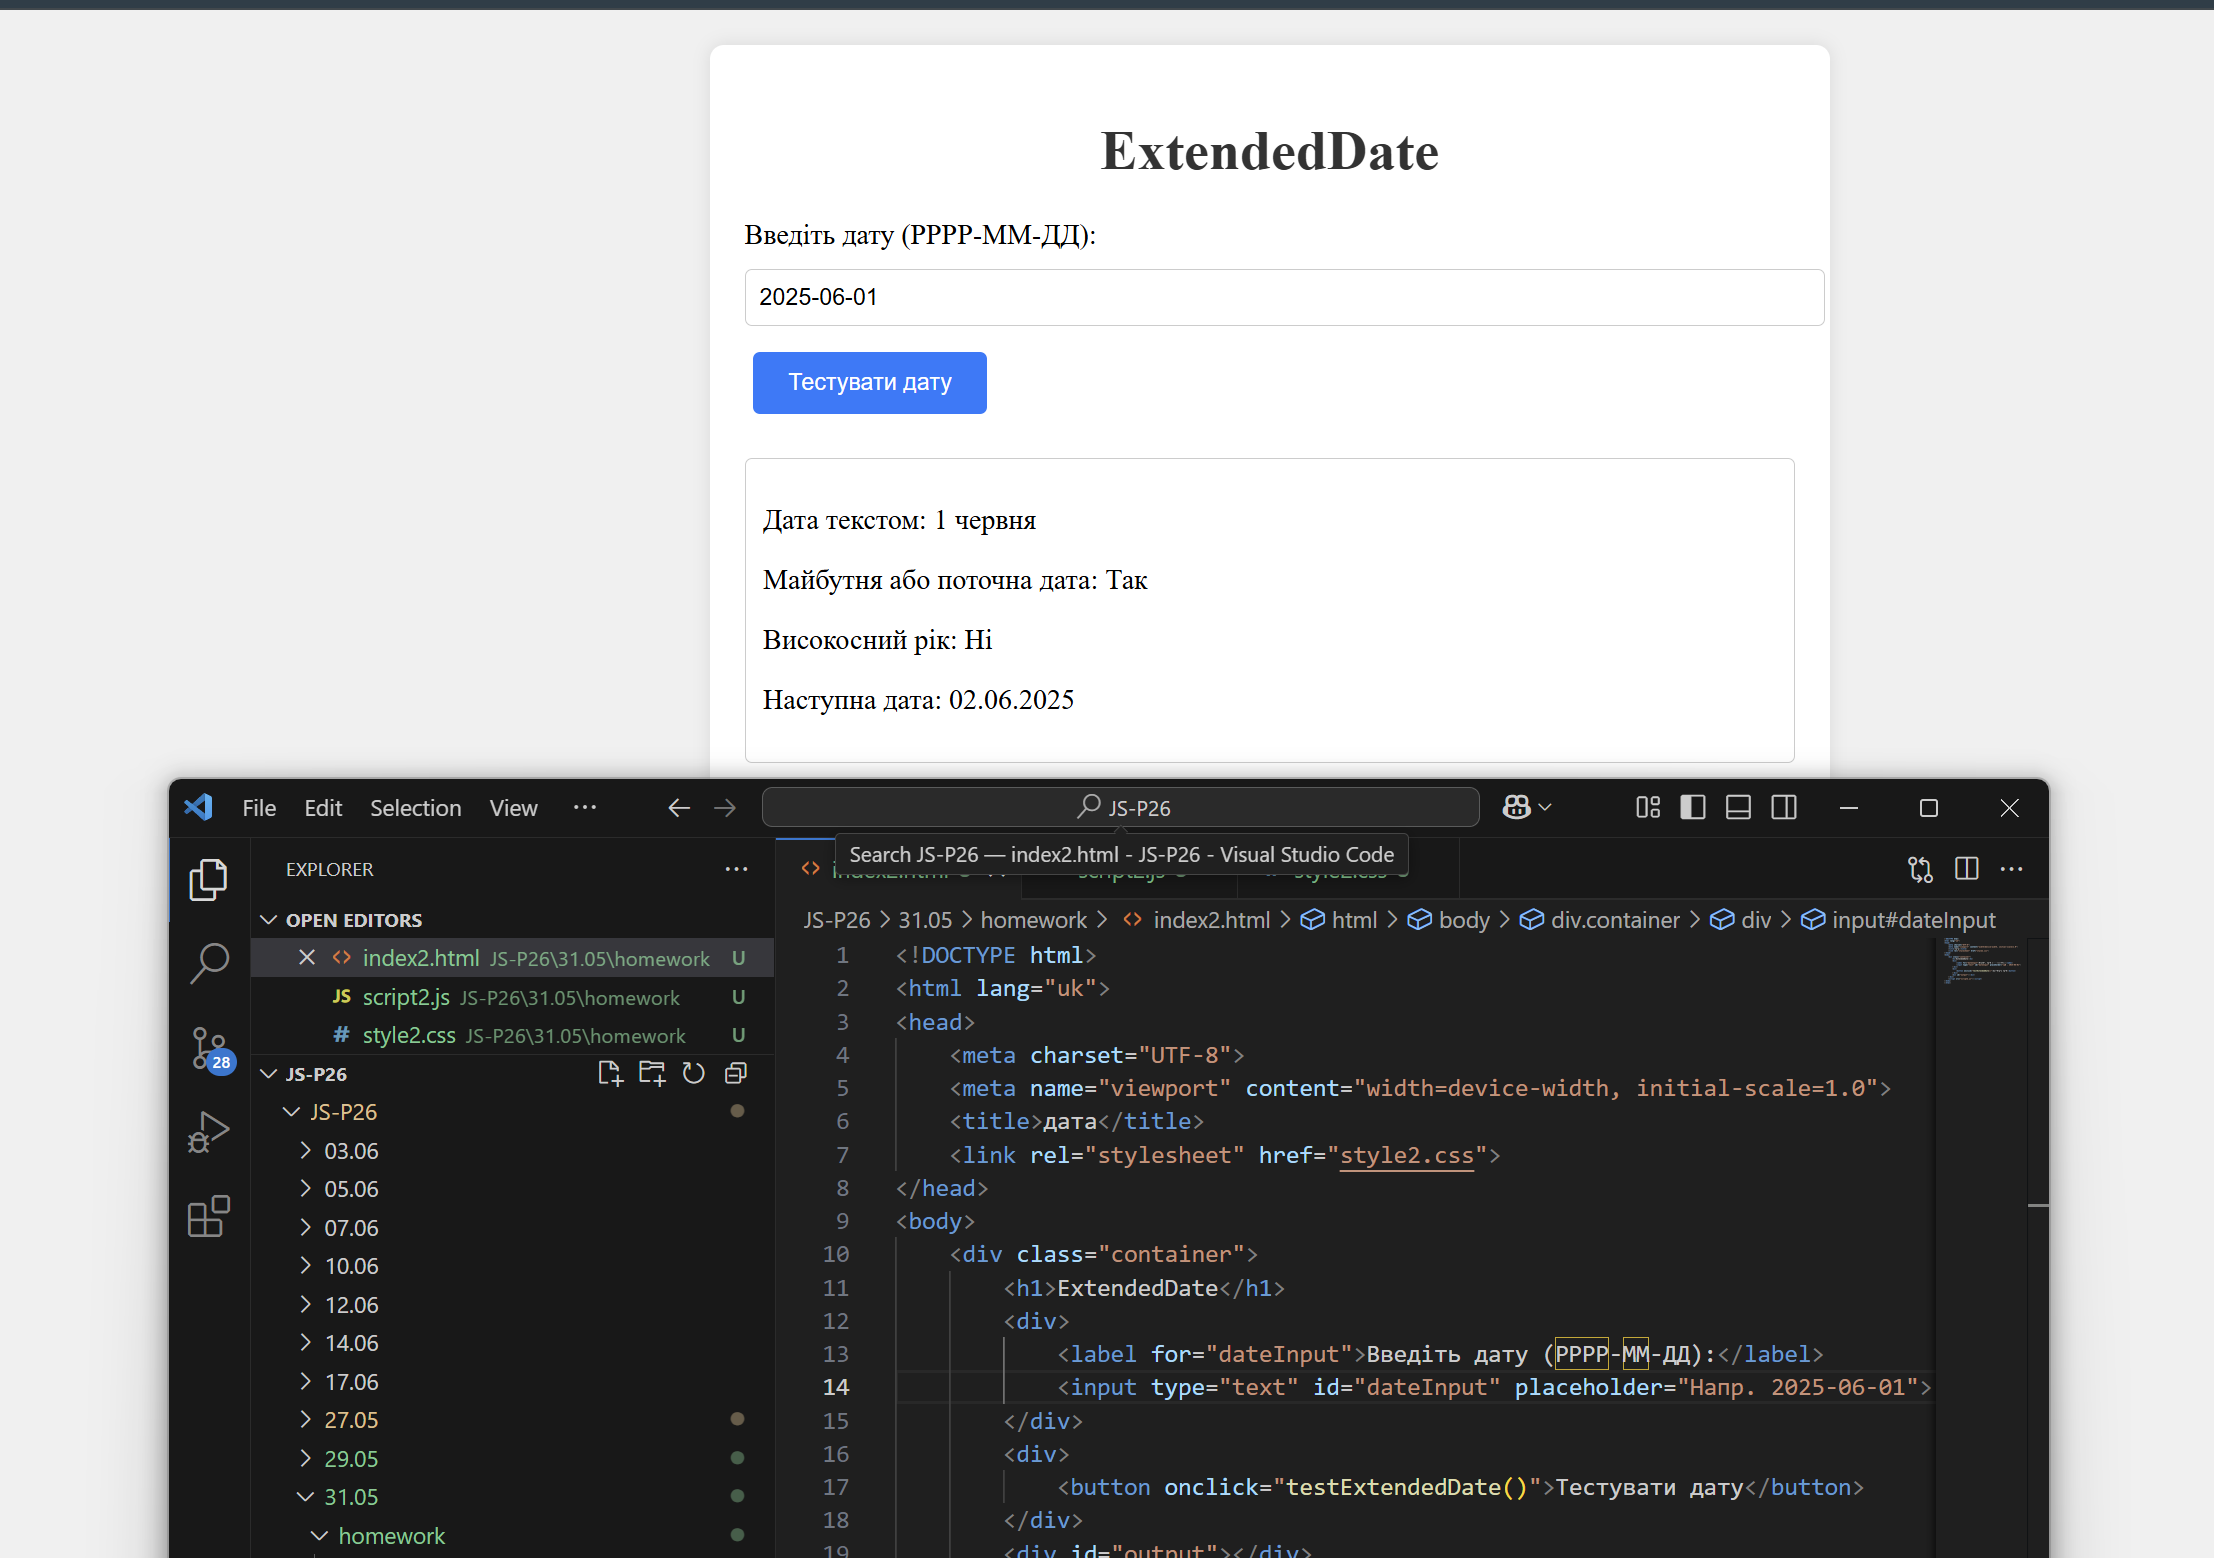 ExtendedDate
Введіть дату (РРРР-ММ-ДД):
2025-06-01
Тестувати дату
Дата текстом: 1 червня
Майбутня або поточна дата: Так
Високосний рік: Ні
Наступна дата: 02.06.2025
File Edit Selection View ··· JS-P26
Search JS-P26 — index2.html - JS-P26 - Visual Studio Code
EXPLORER
index2.html script2.js style2.css
OPEN EDITORS
index2.html JS-P26\31.05\homework U
JS script2.js JS-P26\31.05\homework U
# style2.css JS-P26\31.05\homework U
28
JS-P26
JS-P26
03.06
05.06
07.06
10.06
12.06
14.06
17.06
27.05
29.05
31.05
homework
JS-P26 > 31.05 > homework > index2.html > html > body > div.container > div > input#dateInput
1 <!DOCTYPE html>
2 <html lang="uk">
3 <head>
4 <meta charset="UTF-8">
5 <meta name="viewport" content="width=device-width, initial-scale=1.0">
6 <title>дата</title>
7 <link rel="stylesheet" href="style2.css">
8 </head>
9 <body>
10 <div class="container">
11 <h1>ExtendedDate</h1>
12 <div>
13 <label for="dateInput">Введіть дату (РРРР-ММ-ДД):</label>
14 <input type="text" id="dateInput" placeholder="Напр. 2025-06-01">
15 </div>
16 <div>
17 <button onclick="testExtendedDate()">Тестувати дату</button>
18 </div>
19 <div id="output"></div>